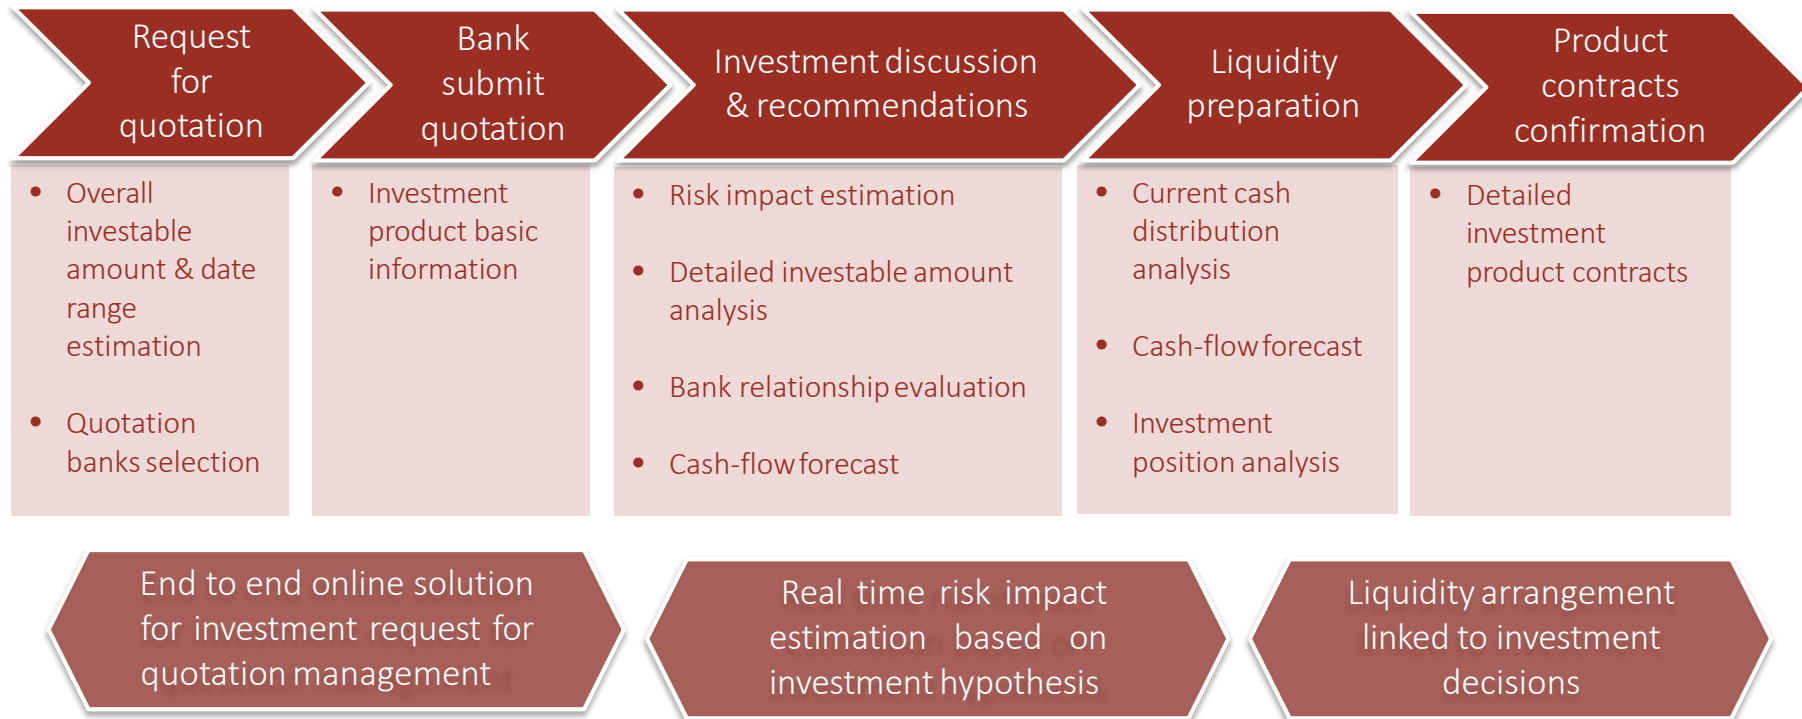 Request
for
quotation
Bank
submit
quotation
Investment discussion
& recommendations
Liquidity
preparation
Product
contracts
confirmation
• Overall
investable
amount & date
range
estimation
• Quotation
banks selection
• Investment
product basic
information
• Risk impact estimation
• Detailed investable amount
analysis
• Bank relationship evaluation
• Cash-flow forecast
• Current cash
distribution
analysis
• Cash-flow forecast
• Investment
position analysis
• Detailed
investment
product contracts
End to end online solution
for investment request for
quotation management
Real time risk impact
estimation based on
investment hypothesis
Liquidity arrangement
linked to investment
decisions